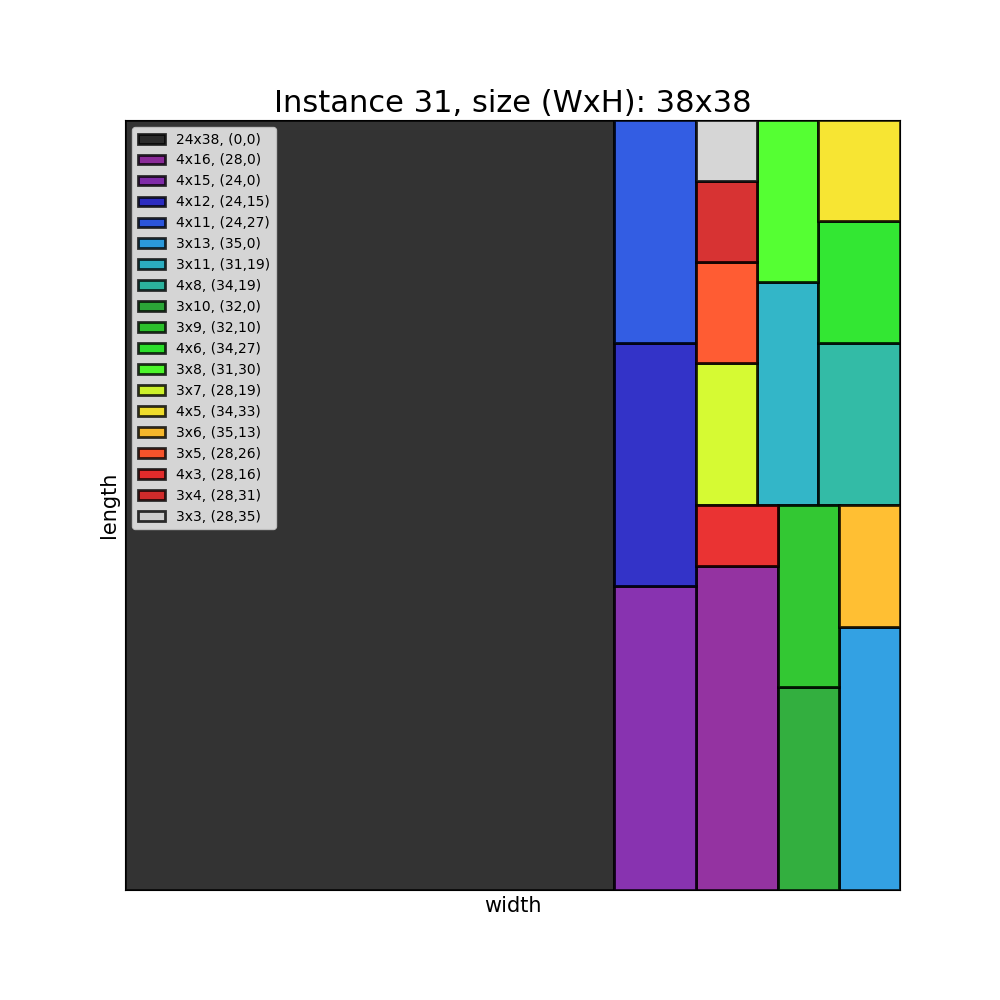 Instance 31, size (WxH): 38x38
24x38, (0,0)
4x16, (28,0)
4x15, (24,0)
4x12, (24,15)
4x11, (24,27)
3x13, (35,0)
3x11, (31,19)
4x8, (34,19)
3x10, (32,0)
3x9, (32,10)
4x6, (34,27)
3x8, (31,30)
3x7, (28,19)
4x5, (34,33)
3x6, (35,13)
3x5, (28,26)
4x3, (28,16)
3x4, (28,31)
3x3, (28,35)
length
width